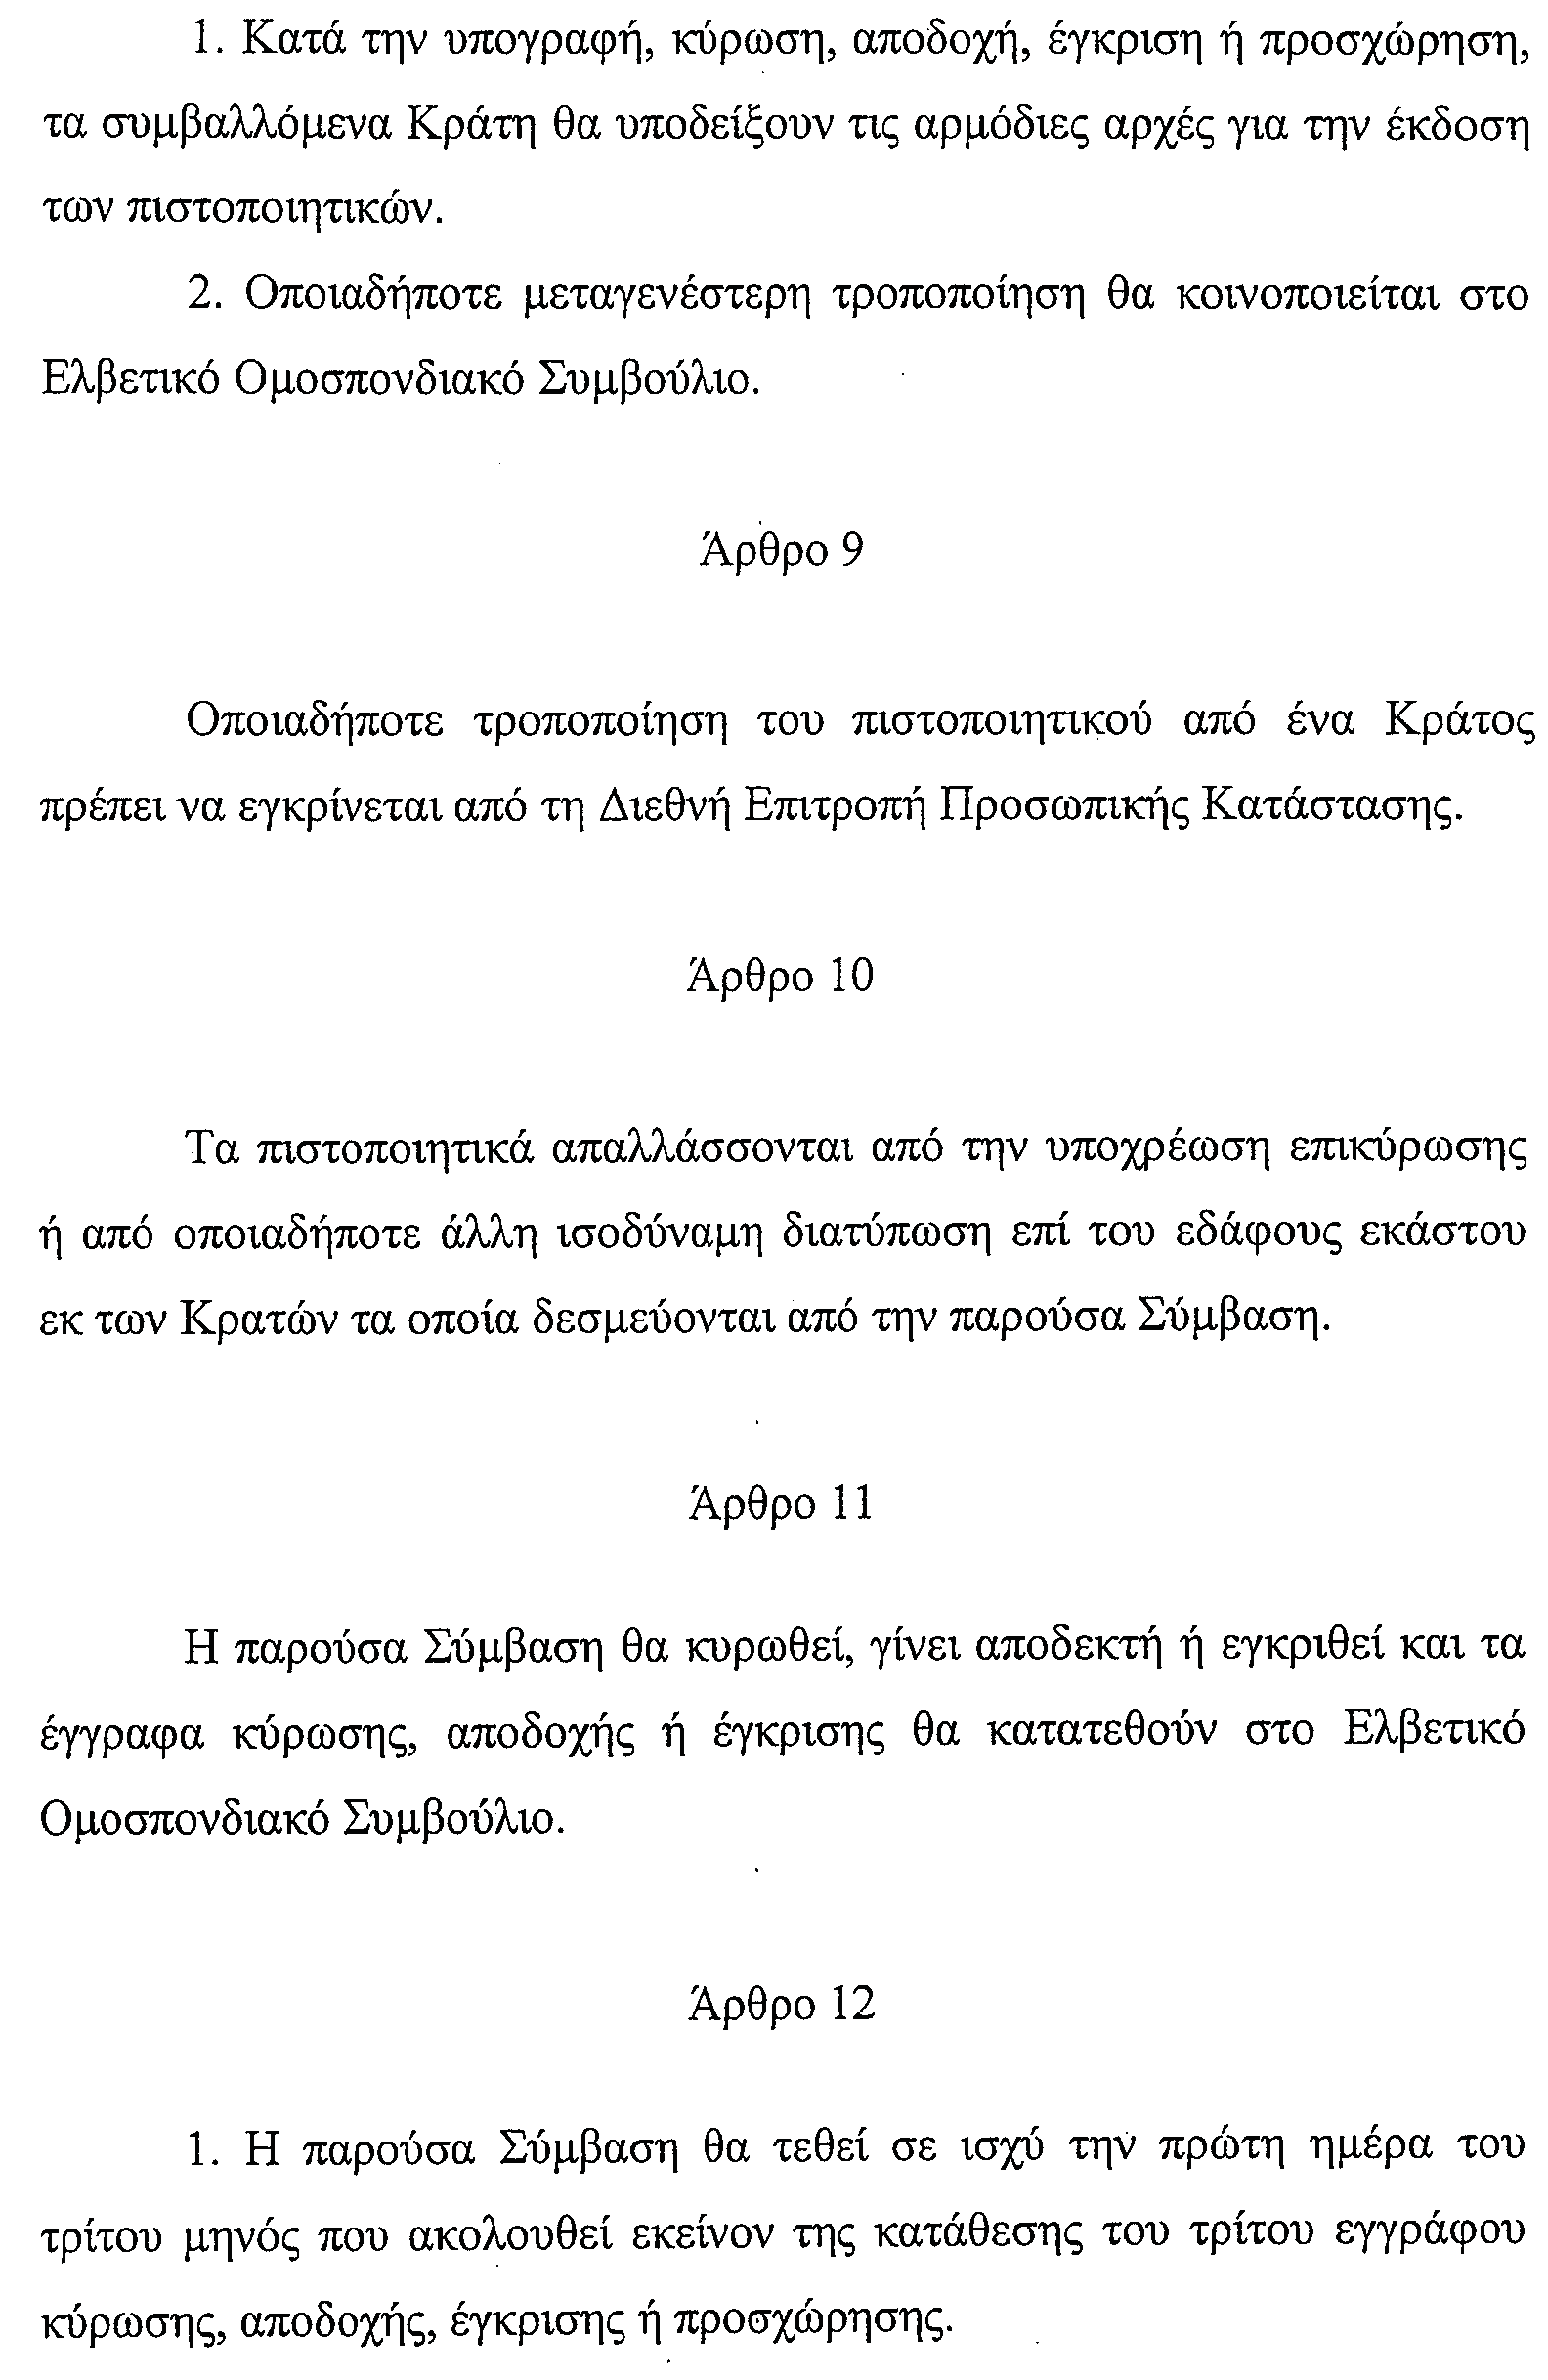 1. Κατά την υπογραφή, κύρωση, αποδοχή, έγκριση ή προσχώρηση,
τα συμβαλλόμενα Κράτη θα υποδείξουν τις αρμόδιες αρχές για την έκδοση
των πιστοποιητικών.
2. Οποιαδήποτε μεταγενέστερη τροποποίηση θα κοινοποιείται στο
Ελβετικό Ομοσπονδιακό Συμβούλιο.
Άρθρο 9
Οποιαδήποτε τροποποίηση του πιστοποιητικού από ένα Κράτος
πρέπει να εγκρίνεται από τη Διεθνή Επιτροπή Προσωπικής Κατάστασης.
Άρθρο 10
Τα πιστοποιητικά απαλλάσσονται από την υποχρέωση επικύρωσης
ή από οποιαδήποτε άλλη ισοδύναμη διατύπωση επί του εδάφους εκάστου
εκ των Κρατών τα οποία δεσμεύονται από την παρούσα Σύμβαση.
Άρθρο 11
Η παρούσα Σύμβαση θα κυρωθεί, γίνει αποδεκτή ή εγκριθεί και τα
έγγραφα κύρωσης, αποδοχής ή έγκρισης θα κατατεθούν στο Ελβετικό
Ομοσπονδιακό Συμβούλιο.
Άρθρο 12
1. Η παρούσα Σύμβαση θα τεθεί σε ισχύ την πρώτη ημέρα του
τρίτου μηνός που ακολουθεί εκείνον της κατάθεσης του τρίτου εγγράφου
κύρωσης, αποδοχής, έγκρισης ή προσχώρησης.